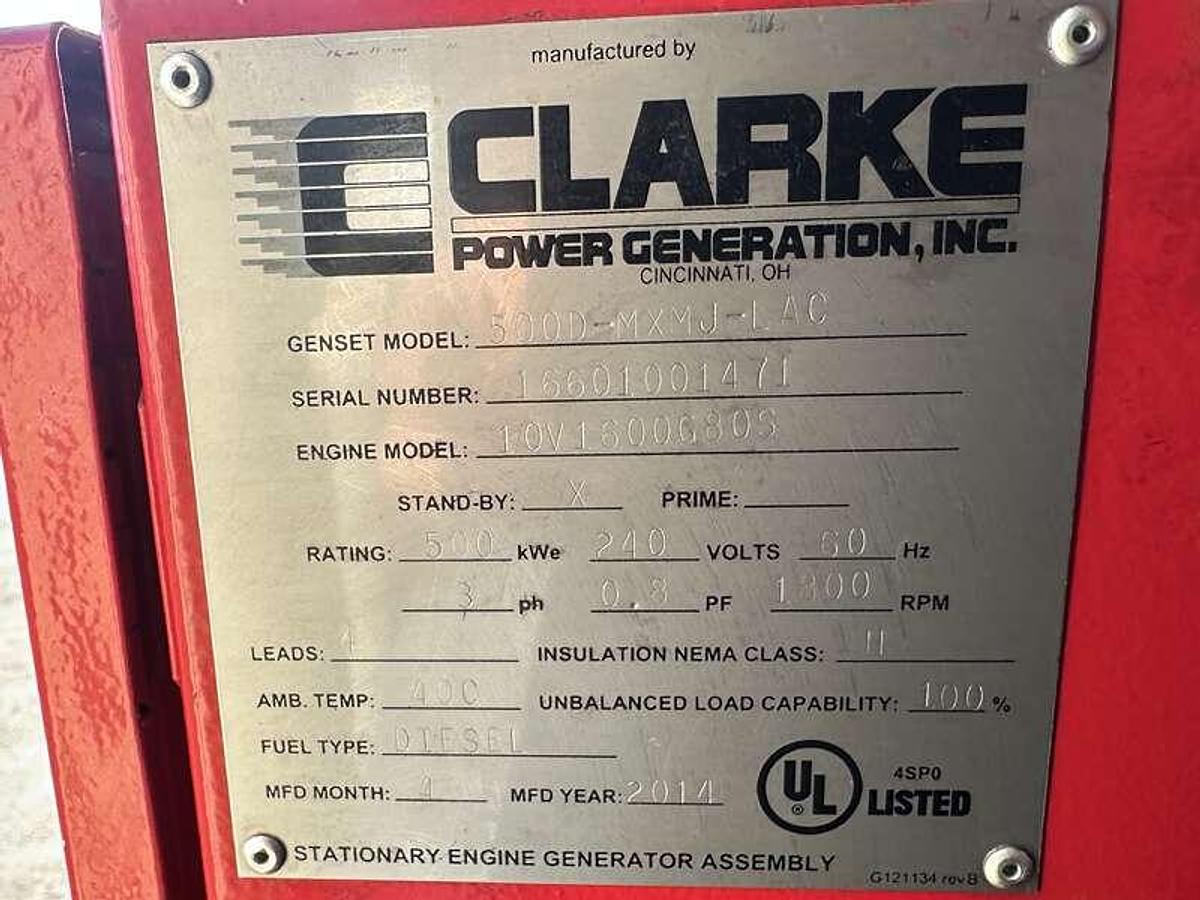 manufactured by
CLARKE
POWER GENERATION, INC.
CINCINNATI, OH
GENSET MODEL: 500D-MXMJ-LAC
SERIAL NUMBER: 16601001471
ENGINE MODEL: 10V1600G80S
STAND-BY: X PRIME:
RATING: 500 kWe 240 VOLTS 60 Hz
3 ph 0.8 PF 1800 RPM
LEADS: 4 INSULATION NEMA CLASS: H
AMB. TEMP: 40C UNBALANCED LOAD CAPABILITY: 100 %
FUEL TYPE: DIESEL
MFD MONTH: 4 MFD YEAR: 2014
UL ® 4SP0
LISTED
STATIONARY ENGINE GENERATOR ASSEMBLY
G121134 rev B